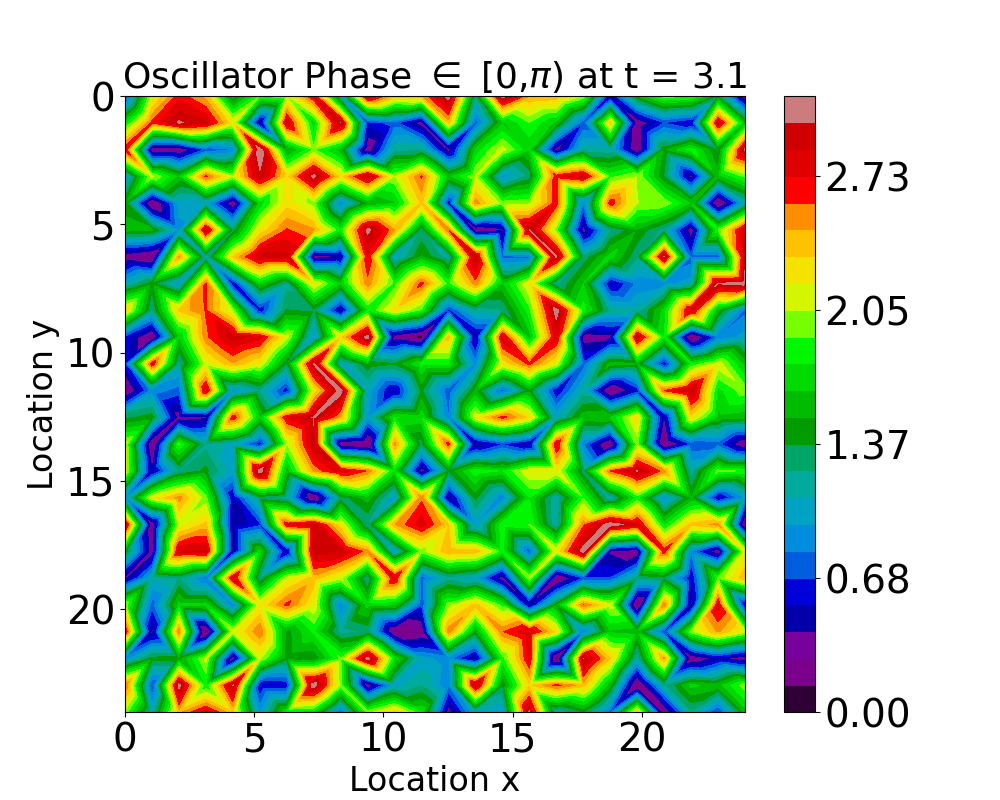 Oscillator Phase ∈ [0,π) at t = 3.1
0
5
10
15
20
Location y
0 5 10 15 20
Location x
2.73
2.05
1.37
0.68
0.00